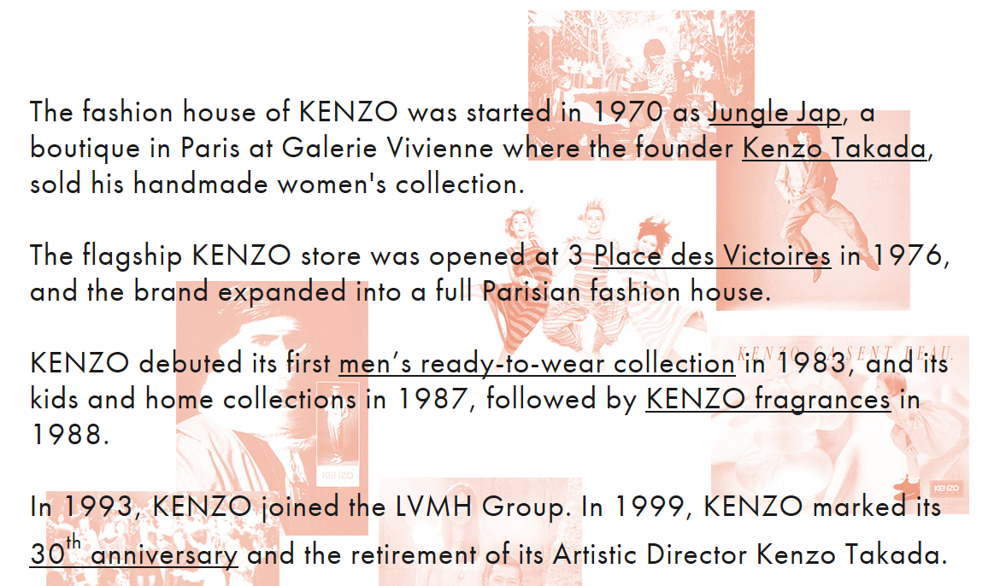 The fashion house of KENZO was started in 1970 as Jungle Jap, a
boutique in Paris at Galerie Vivienne where the founder Kenzo Takada,
sold his handmade women's collection.
The flagship KENZO store was opened at 3 Place des Victoires in 1976,
and the brand expanded into a full Parisian fashion house.
KENZO debuted its first men’s ready-to-wear collection in 1983, and its
kids and home collections in 1987, followed by KENZO fragrances in
1988.
In 1993, KENZO joined the LVMH Group. In 1999, KENZO marked its
30th anniversary and the retirement of its Artistic Director Kenzo Takada.
KENZO ÇA SENT BEAU.
KENZO
KENZO